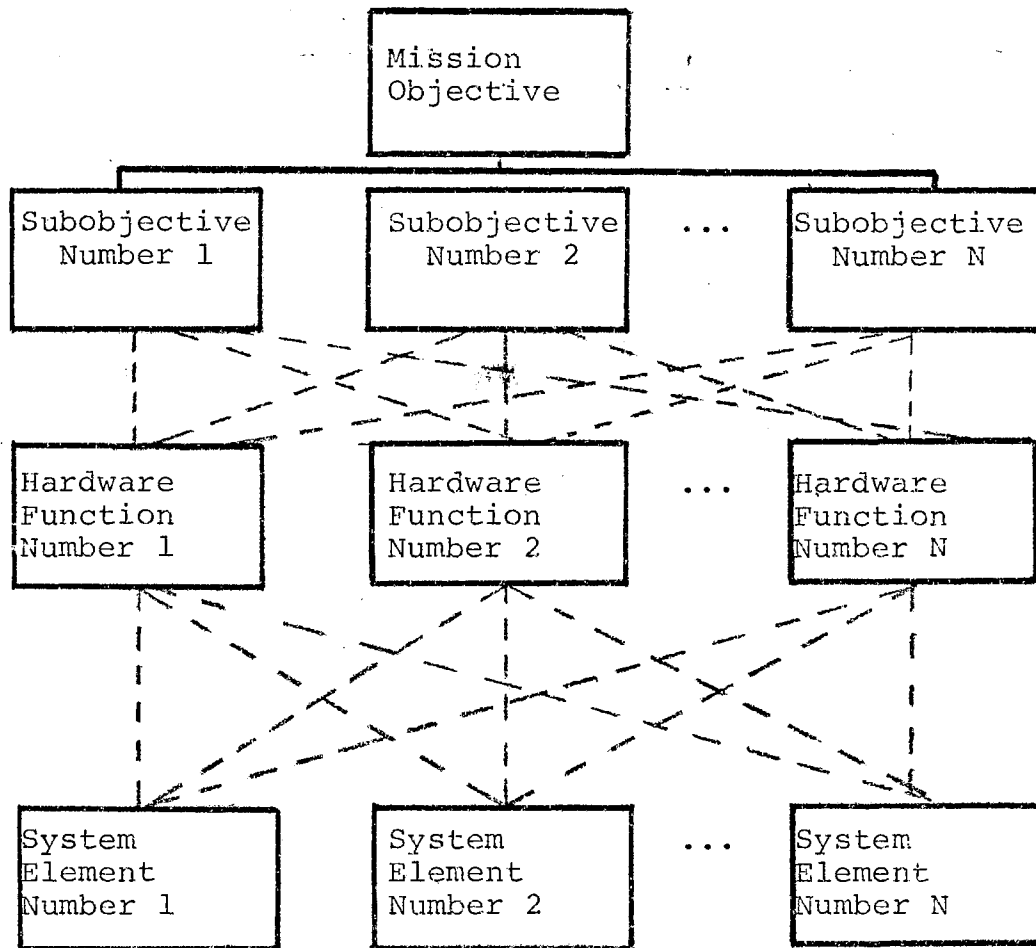 Mission
Objective
Subobjective
Number 1
Subobjective
Number 2
...
Subobjective
Number N
Hardware
Function
Number 1
Hardware
Function
Number 2
...
Hardware
Function
Number N
System
Element
Number 1
System
Element
Number 2
...
System
Element
Number N